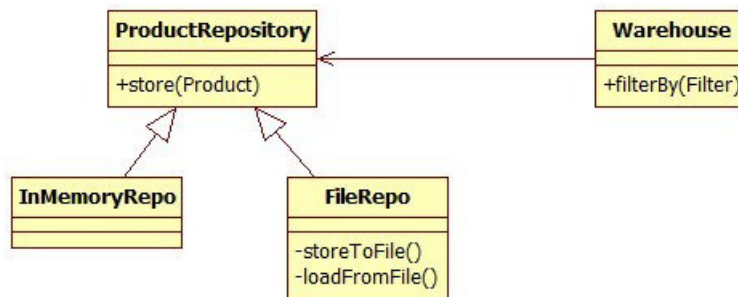 ProductRepository
+store(Product)
Warehouse
+filterBy(Filter)
InMemoryRepo
FileRepo
-storeToFile()
-loadFromFile()